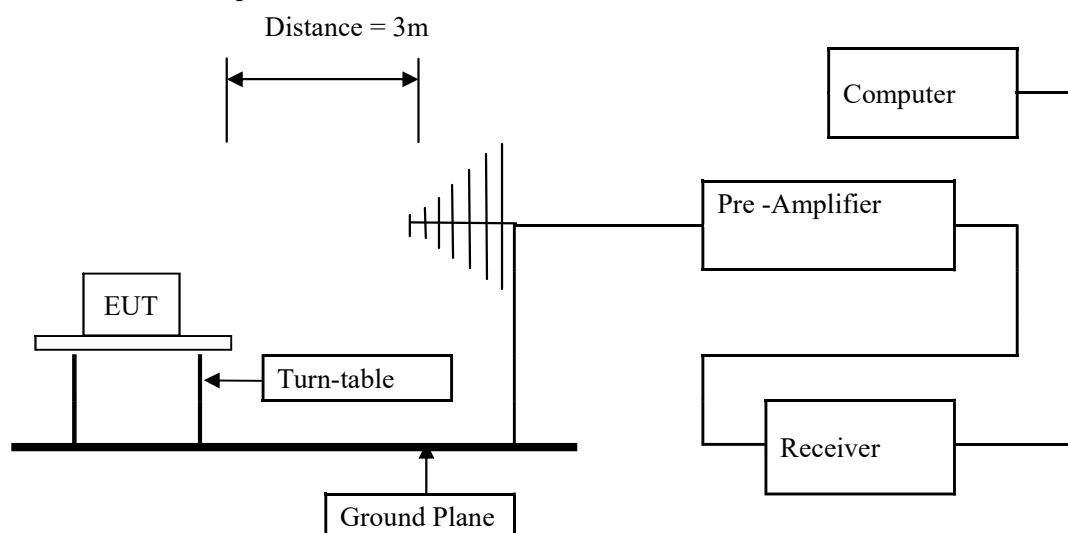 Distance = 3m
Computer
Pre -Amplifier
EUT
Turn-table
Receiver
Ground Plane